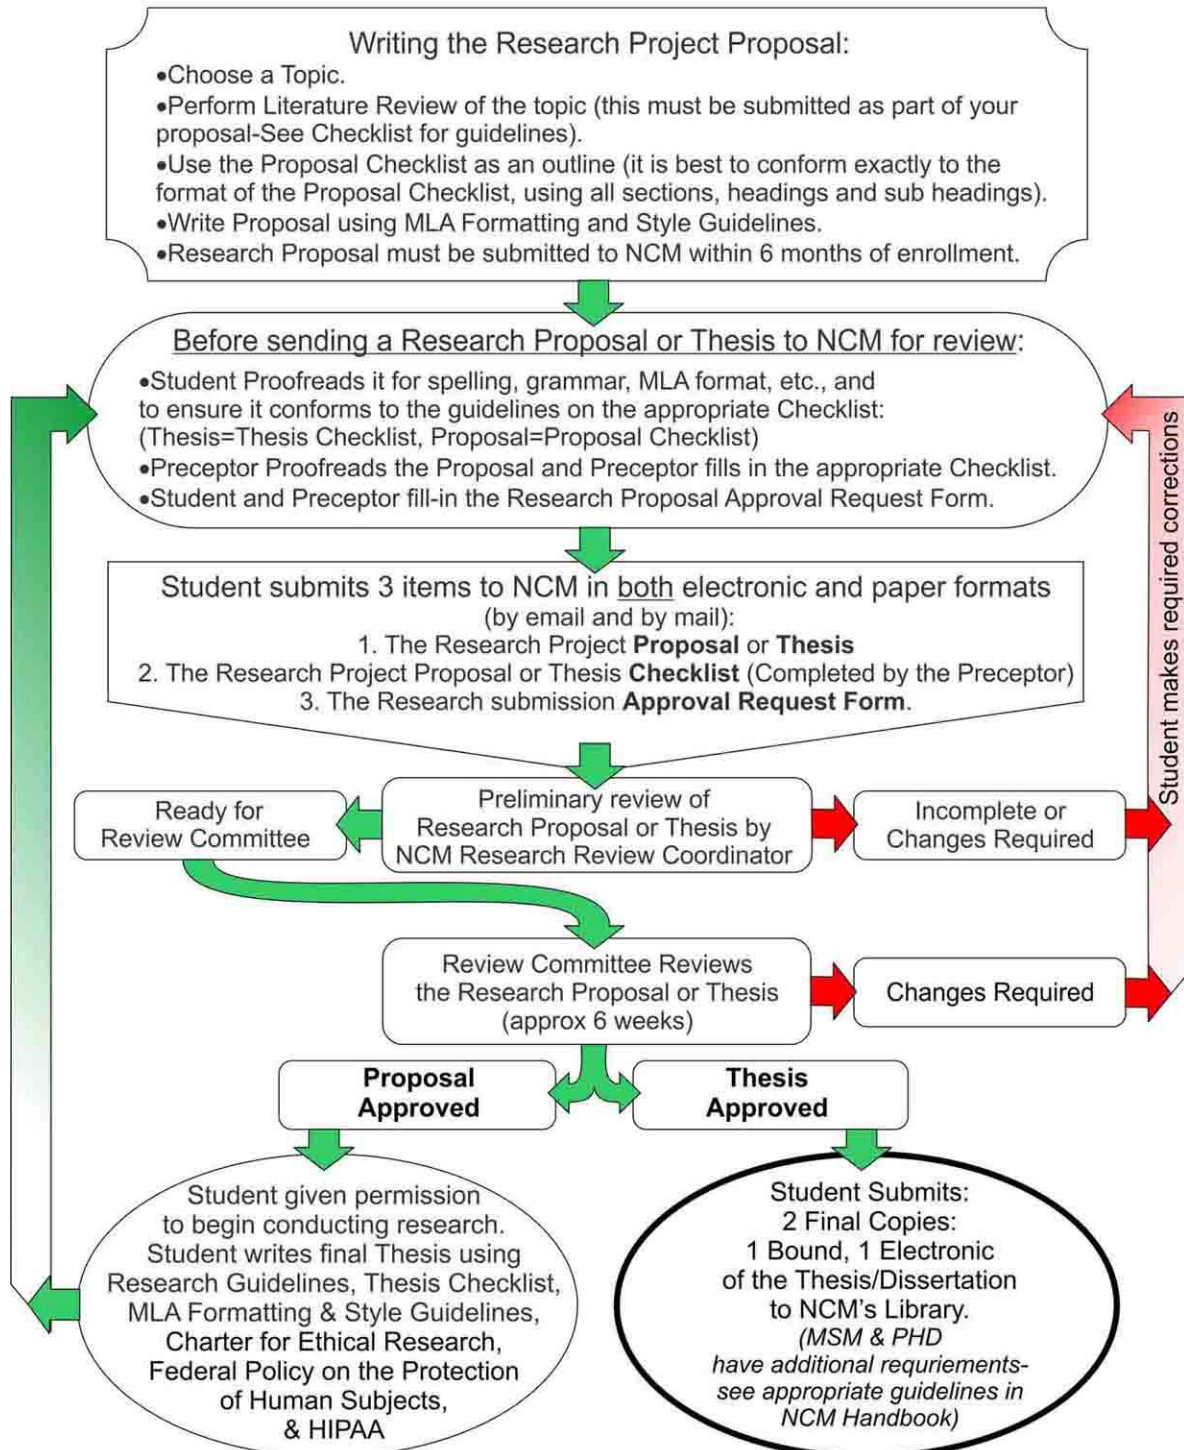 Writing the Research Project Proposal:
•Choose a Topic.
•Perform Literature Review of the topic (this must be submitted as part of your
proposal-See Checklist for guidelines).
•Use the Proposal Checklist as an outline (it is best to conform exactly to the
format of the Proposal Checklist, using all sections, headings and sub headings).
•Write Proposal using MLA Formatting and Style Guidelines.
•Research Proposal must be submitted to NCM within 6 months of enrollment.
Before sending a Research Proposal or Thesis to NCM for review:
•Student Proofreads it for spelling, grammar, MLA format, etc., and
to ensure it conforms to the guidelines on the appropriate Checklist:
(Thesis=Thesis Checklist, Proposal=Proposal Checklist)
•Preceptor Proofreads the Proposal and Preceptor fills in the appropriate Checklist.
•Student and Preceptor fill-in the Research Proposal Approval Request Form.
Student submits 3 items to NCM in both electronic and paper formats
(by email and by mail):
1. The Research Project Proposal or Thesis
2. The Research Project Proposal or Thesis Checklist (Completed by the Preceptor)
3. The Research submission Approval Request Form.
Student makes required corrections
Ready for
Review Committee
Preliminary review of
Research Proposal or Thesis by
NCM Research Review Coordinator
Incomplete or
Changes Required
Review Committee Reviews
the Research Proposal or Thesis
(approx 6 weeks)
Changes Required
Proposal
Approved
Thesis
Approved
Student given permission
to begin conducting research.
Student writes final Thesis using
Research Guidelines, Thesis Checklist,
MLA Formatting & Style Guidelines,
Charter for Ethical Research,
Federal Policy on the Protection
of Human Subjects,
& HIPAA
Student Submits:
2 Final Copies:
1 Bound, 1 Electronic
of the Thesis/Dissertation
to NCM's Library.
(MSM & PHD
have additional requriements-
see appropriate guidelines in
NCM Handbook)